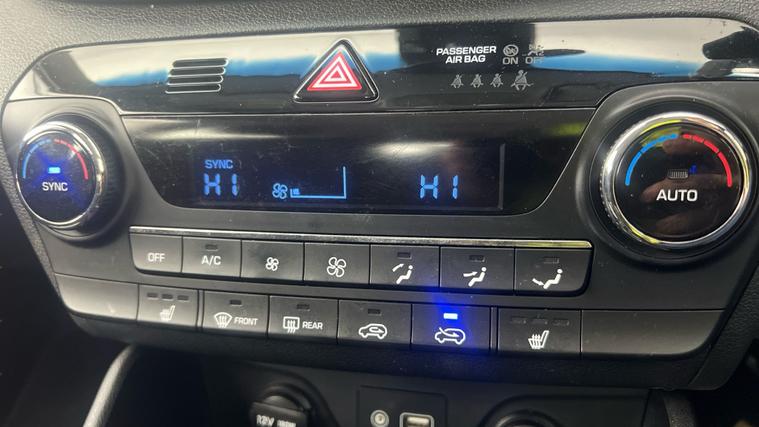 PASSENGER
AIR BAG
ON OFF
SYNC
HI HI
SYNC
AUTO
OFF
A/C
FRONT
REAR